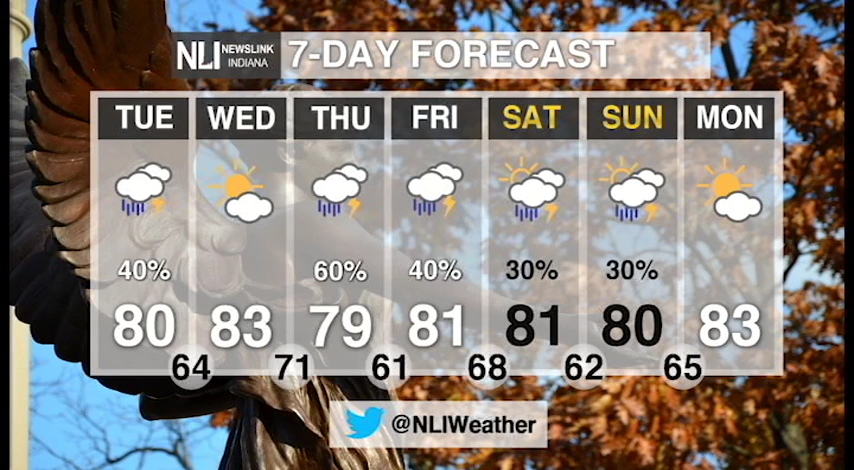 NLI NEWSLINK INDIANA 7-DAY FORECAST
TUE WED THU FRI SAT SUN MON
40% 60% 40% 30% 30%
80 83 79 81 81 80 83
64 71 61 68 62 65
@NLIWeather